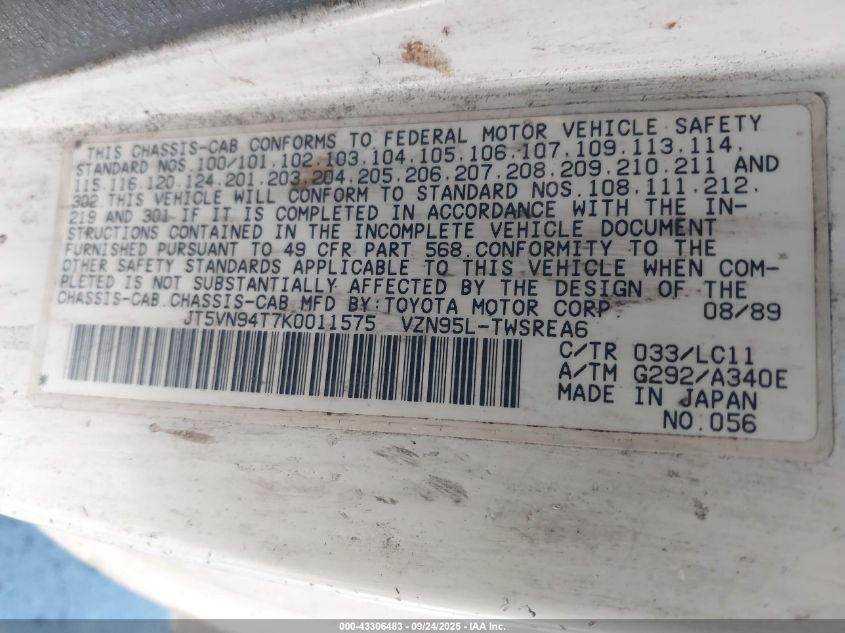 THIS CHASSIS-CAB CONFORMS TO FEDERAL MOTOR VEHICLE SAFETY
STANDARD NOS.100/101.102.103.104.105.106.107.109.113.114.
115.116.120.124.201.203.204.205.206.207.208.209.210.211 AND
302.THIS VEHICLE WILL CONFORM TO STANDARD NOS.108.111.212.
219 AND 301 IF IT IS COMPLETED IN ACCORDANCE WITH THE IN-
STRUCTIONS CONTAINED IN THE INCOMPLETE VEHICLE DOCUMENT
FURNISHED PURSUANT TO 49 CFR PART 568.CONFORMITY TO THE
OTHER SAFETY STANDARDS APPLICABLE TO THIS VEHICLE WHEN COM-
PLETED IS NOT SUBSTANTIALLY AFFECTED BY THE DESIGN OF THE
CHASSIS-CAB.CHASSIS-CAB MFD BY:TOYOTA MOTOR CORP 08/89
JT5VN94T7K0011575 VZN95L-TWSREA6
C/TR 033/LC11
A/TM G292/A340E
MADE IN JAPAN
NO.056
000-43306483 - 09/24/2025 - IAA Inc.